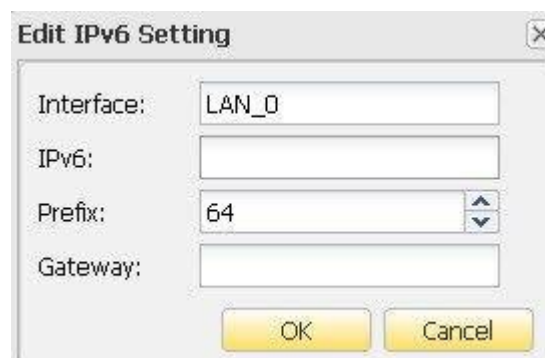 Edit IPv6 Setting
Interface: LAN_0
IPv6:
Prefix: 64
Gateway:
OK Cancel